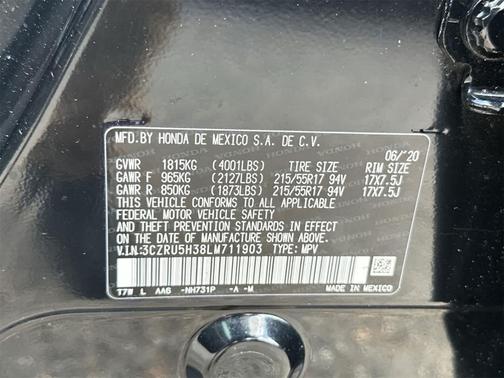 MFD. BY HONDA DE MEXICO S.A. DE C.V.
06/'20
GVWR 1815KG (4001LBS) TIRE SIZE RIM SIZE
GAWR F 965KG (2127LBS) 215/55R17 94V 17X7.5J
GAWR R 850KG (1873LBS) 215/55R17 94V 17X7.5J
THIS VEHICLE CONFORMS TO ALL APPLICABLE
FEDERAL MOTOR VEHICLE SAFETY
AND THEFT PREVENTION STANDARDS
IN EFFECT ON THE DATE OF MANUFACTURE SHOWN ABOVE.
V.I.N:3CZRU5H38LM711903 TYPE: MPV
17W L AA6 -NH731P -A -M MADE IN MEXICO